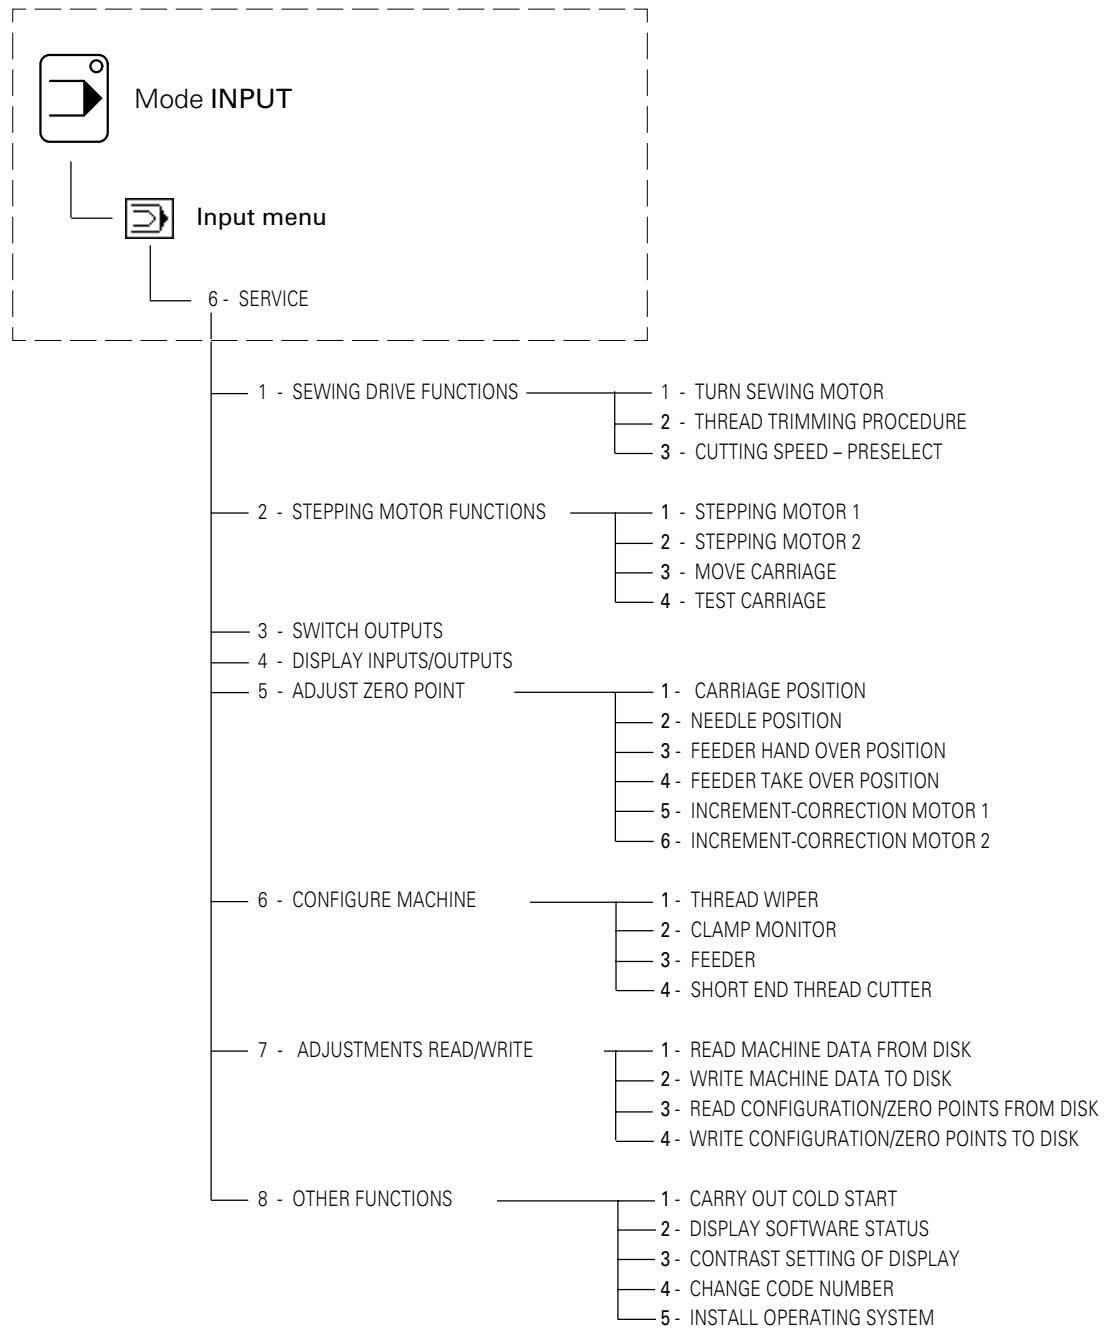 Mode INPUT
Input menu
6 - SERVICE
1 - SEWING DRIVE FUNCTIONS
1 - TURN SEWING MOTOR
2 - THREAD TRIMMING PROCEDURE
3 - CUTTING SPEED – PRESELECT
2 - STEPPING MOTOR FUNCTIONS
1 - STEPPING MOTOR 1
2 - STEPPING MOTOR 2
3 - MOVE CARRIAGE
4 - TEST CARRIAGE
3 - SWITCH OUTPUTS
4 - DISPLAY INPUTS/OUTPUTS
5 - ADJUST ZERO POINT
1 - CARRIAGE POSITION
2 - NEEDLE POSITION
3 - FEEDER HAND OVER POSITION
4 - FEEDER TAKE OVER POSITION
5 - INCREMENT-CORRECTION MOTOR 1
6 - INCREMENT-CORRECTION MOTOR 2
6 - CONFIGURE MACHINE
1 - THREAD WIPER
2 - CLAMP MONITOR
3 - FEEDER
4 - SHORT END THREAD CUTTER
7 - ADJUSTMENTS READ/WRITE
1 - READ MACHINE DATA FROM DISK
2 - WRITE MACHINE DATA TO DISK
3 - READ CONFIGURATION/ZERO POINTS FROM DISK
4 - WRITE CONFIGURATION/ZERO POINTS TO DISK
8 - OTHER FUNCTIONS
1 - CARRY OUT COLD START
2 - DISPLAY SOFTWARE STATUS
3 - CONTRAST SETTING OF DISPLAY
4 - CHANGE CODE NUMBER
5 - INSTALL OPERATING SYSTEM